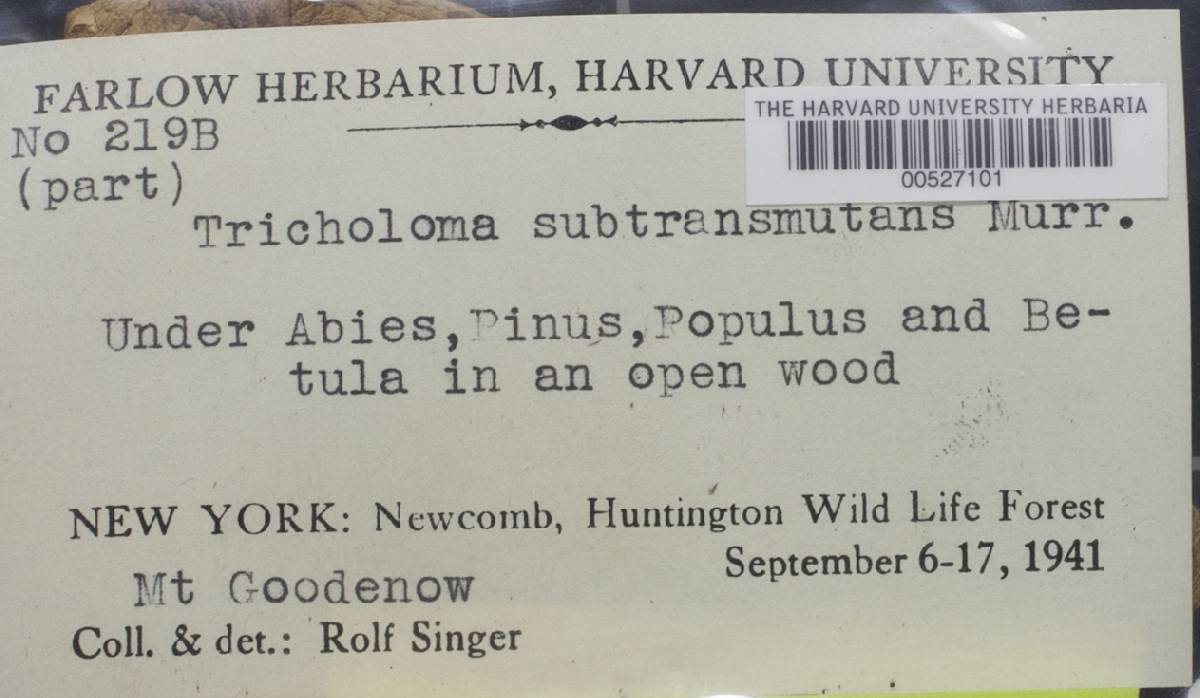 FARLOW HERBARIUM, HARVARD UNIVERSITY
THE HARVARD UNIVERSITY HERBARIA
00527101
No 219B
(part)
Tricholoma subtransmutans Murr.
Under Abies,Pinus,Populus and Be-
tula in an open wood
NEW YORK: Newcomb, Huntington Wild Life Forest
September 6-17, 1941
Mt Goodenow
Coll. & det.: Rolf Singer